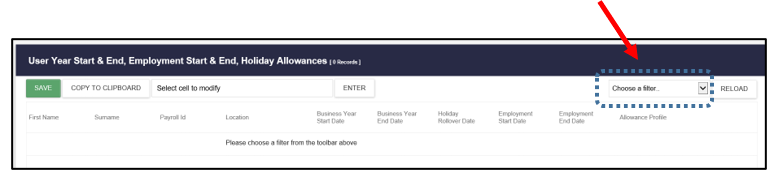 User Year Start & End, Employment Start & End, Holiday Allowances [ 0 Records ]
SAVE COPY TO CLIPBOARD Select cell to modify ENTER Choose a filter.. RELOAD
First Name Surname Payroll Id Location Business Year Start Date Business Year End Date Holiday Rollover Date Employment Start Date Employment End Date Allowance Profile
Please choose a filter from the toolbar above